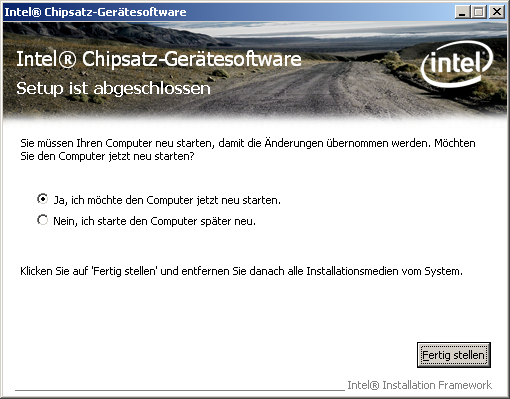 Intel® Chipsatz-Gerätesoftware
Intel® Chipsatz-Gerätesoftware
intel
Setup ist abgeschlossen
Sie müssen Ihren Computer neu starten, damit die Änderungen übernommen werden. Möchten
Sie den Computer jetzt neu starten?
Ja, ich möchte den Computer jetzt neu starten.
Nein, ich starte den Computer später neu.
Klicken Sie auf 'Fertig stellen' und entfernen Sie danach alle Installationsmedien vom System.
Fertig stellen
Intel® Installation Framework